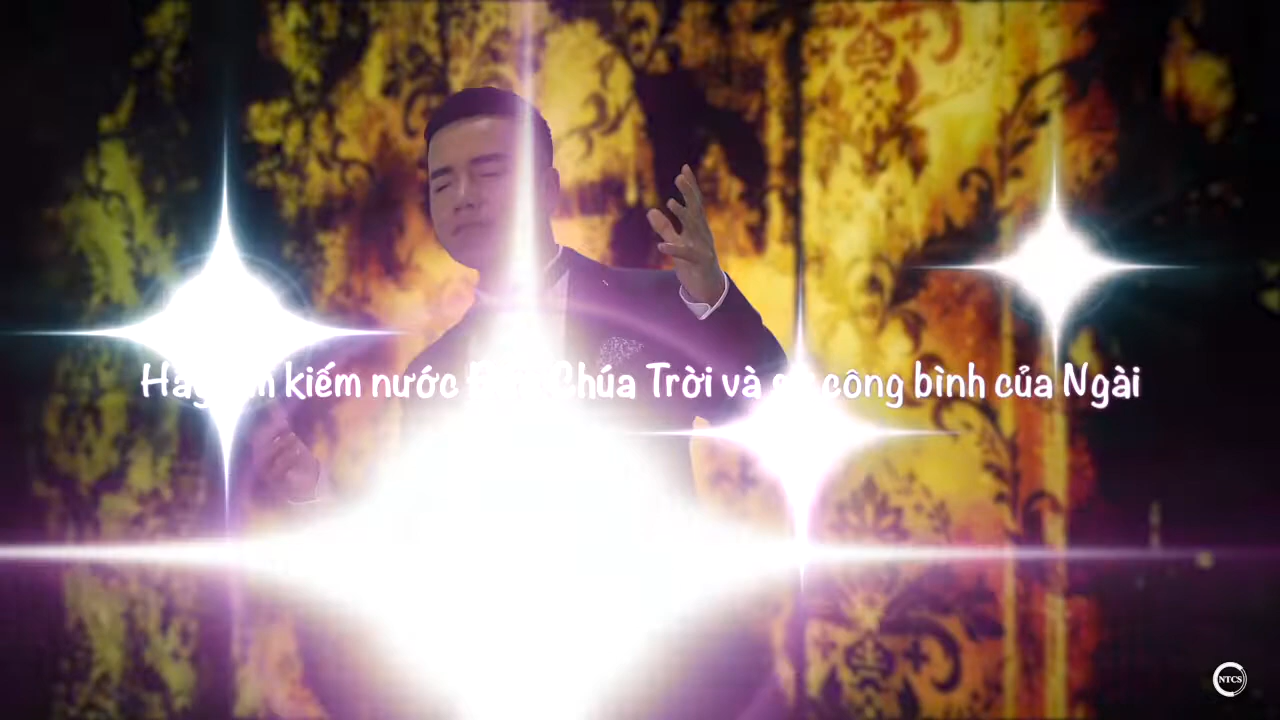 kiếm nước Chúa Trời và công bình của Ngài
NTCS